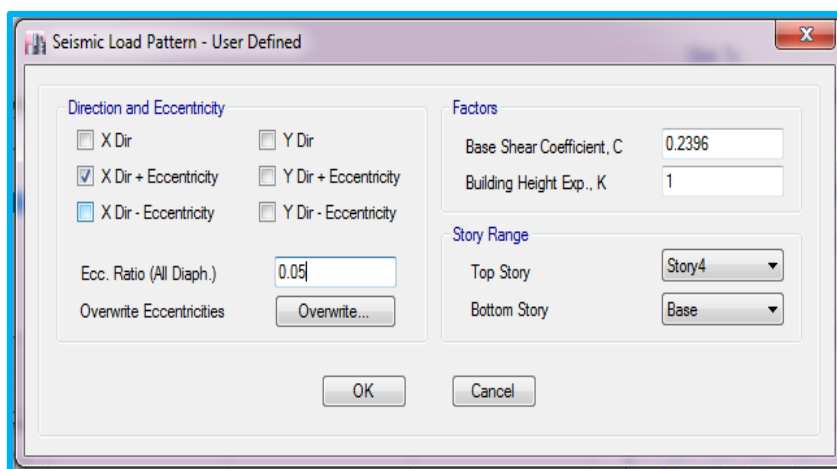 Seismic Load Pattern - User Defined
Direction and Eccentricity
X Dir
Y Dir
X Dir + Eccentricity
Y Dir + Eccentricity
X Dir - Eccentricity
Y Dir - Eccentricity
Ecc. Ratio (All Diaph.)
0.05
Overwrite Eccentricities
Overwrite...
Factors
Base Shear Coefficient, C
0.2396
Building Height Exp., K
1
Story Range
Top Story
Story4
Bottom Story
Base
OK
Cancel